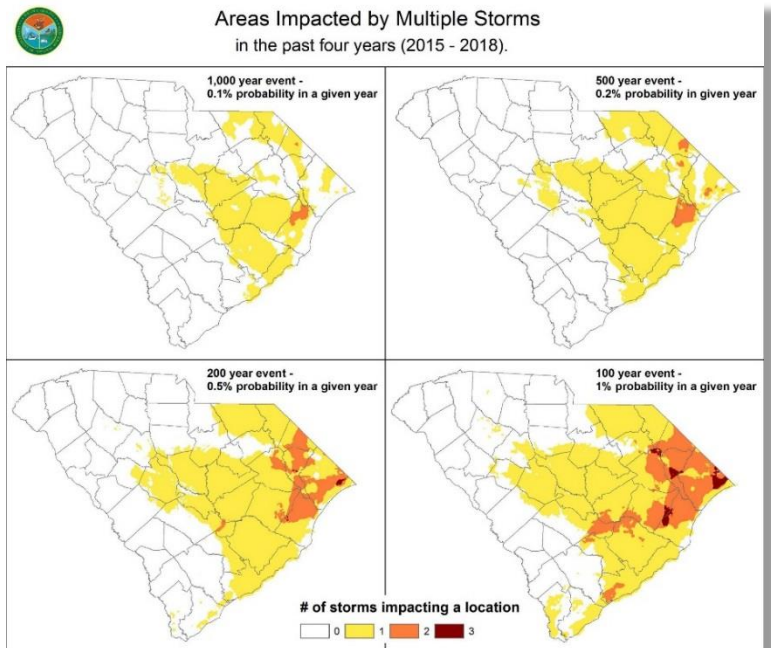 Areas Impacted by Multiple Storms
in the past four years (2015 - 2018).
1,000 year event -
0.1% probability in a given year
500 year event -
0.2% probability in given year
200 year event -
0.5% probability in a given year
100 year event -
1% probability in a given year
# of storms impacting a location
0 1 2 3